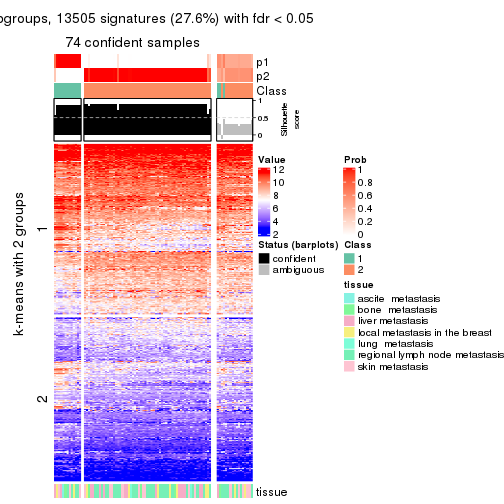 ogroups, 13505 signatures (27.6%) with fdr < 0.05
74 confident samples
p1
p2
Class
1
0.5
0
Silhouette
score
k-means with 2 groups
1
2
Value
12
10
8
6
4
2
Prob
1
0.8
0.6
0.4
0.2
0
Status (barplots)
confident
ambiguous
Class
1
2
tissue
ascite metastasis
bone metastasis
liver metastasis
local metastasis in the breast
lung metastasis
regional lymph node metastasis
skin metastasis
tissue